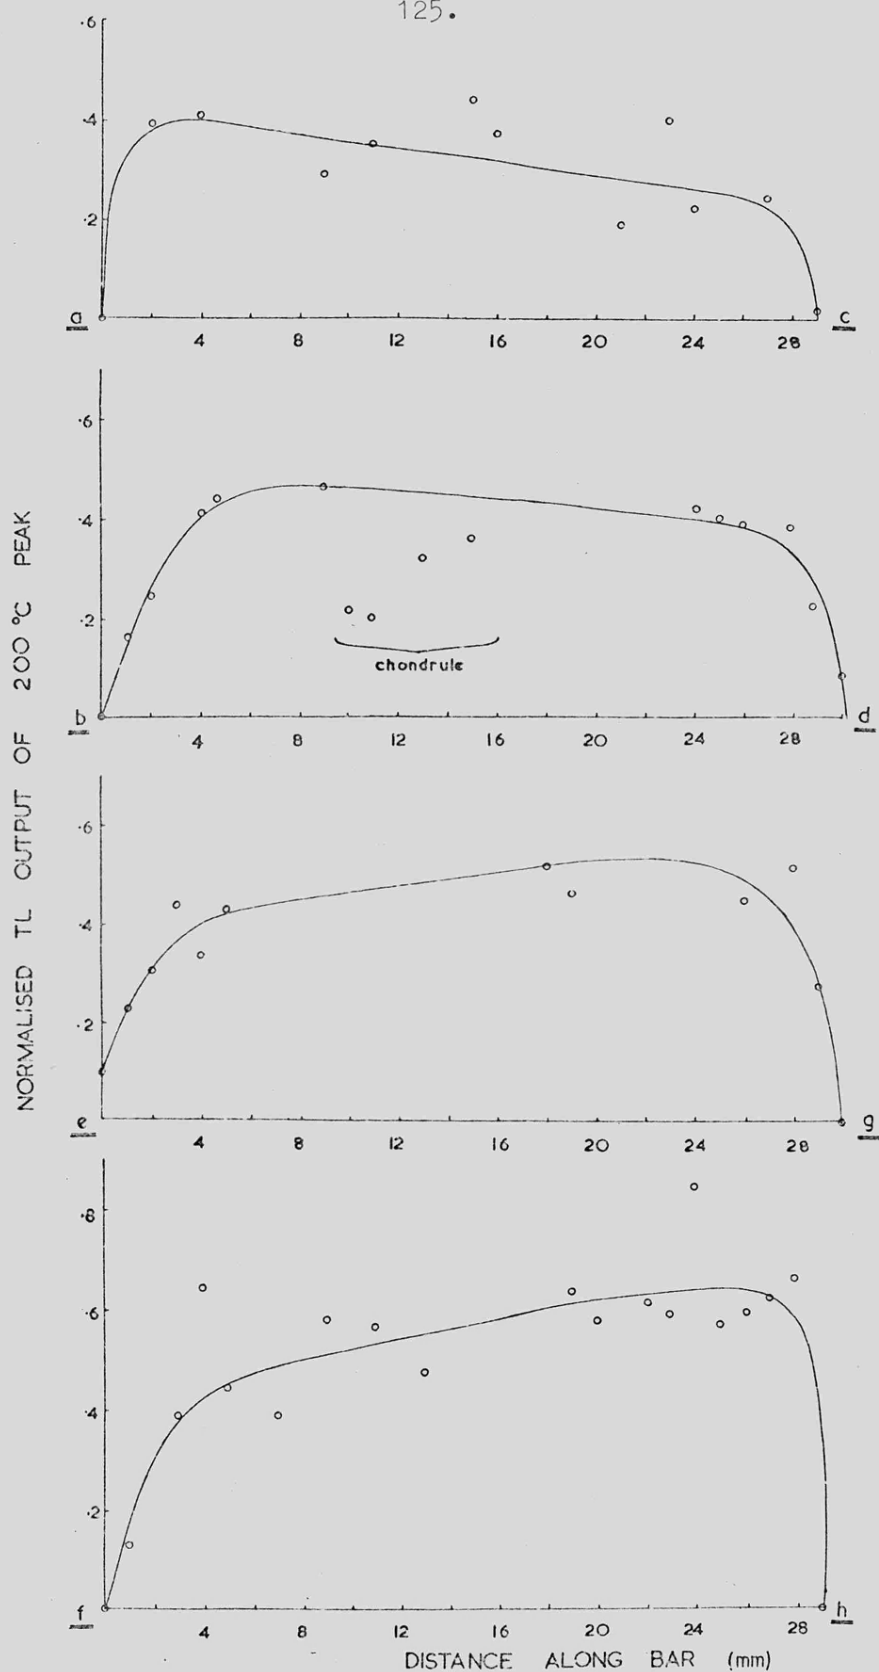 125.
NORMALISED TL OUTPUT OF 200 °C PEAK
.6
.4
.2
a
c
4 8 12 16 20 24 28
.6
.4
.2
chondrule
b
d
4 8 12 16 20 24 28
.6
.4
.2
e
g
4 8 12 16 20 24 28
.8
.6
.4
.2
f
h
4 8 12 16 20 24 28
DISTANCE ALONG BAR (mm)